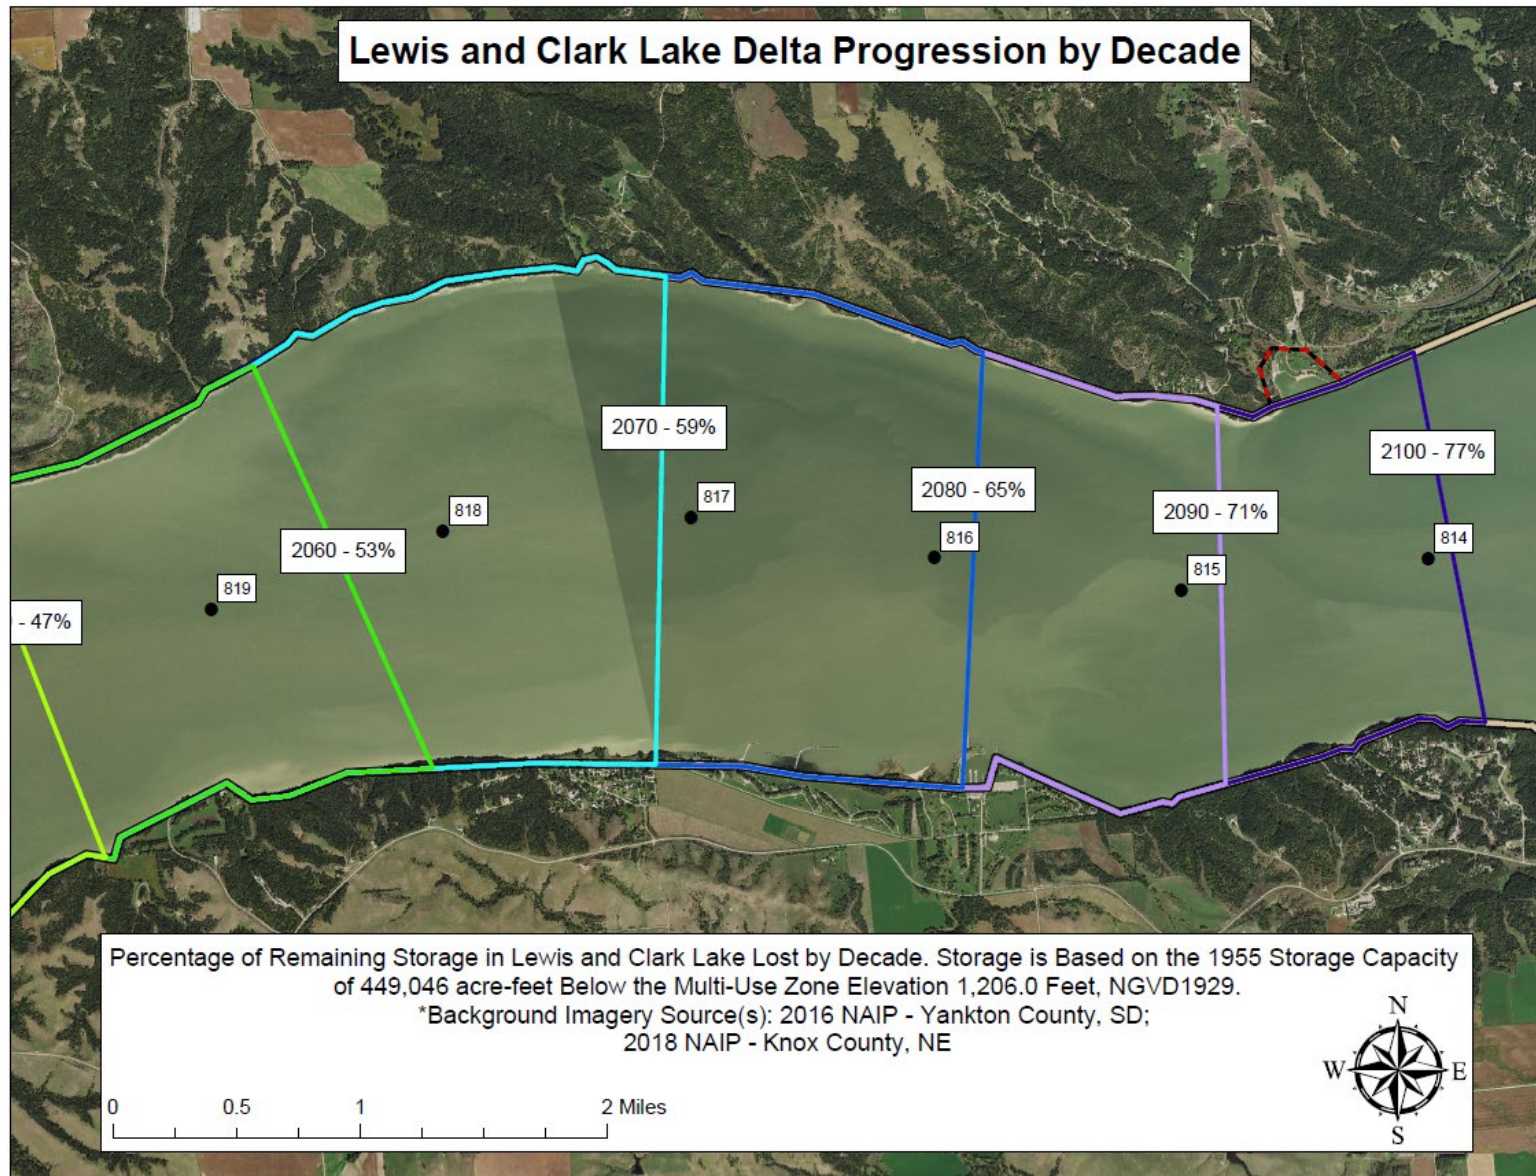 Lewis and Clark Lake Delta Progression by Decade
2070 - 59%
2100 - 77%
2080 - 65%
817
2090 - 71%
818
2060 - 53%
816
814
815
819
- 47%
Percentage of Remaining Storage in Lewis and Clark Lake Lost by Decade. Storage is Based on the 1955 Storage Capacity
of 449,046 acre-feet Below the Multi-Use Zone Elevation 1,206.0 Feet, NGVD1929.
*Background Imagery Source(s): 2016 NAIP - Yankton County, SD;
2018 NAIP - Knox County, NE
N
W E
S
0 0.5 1 2 Miles